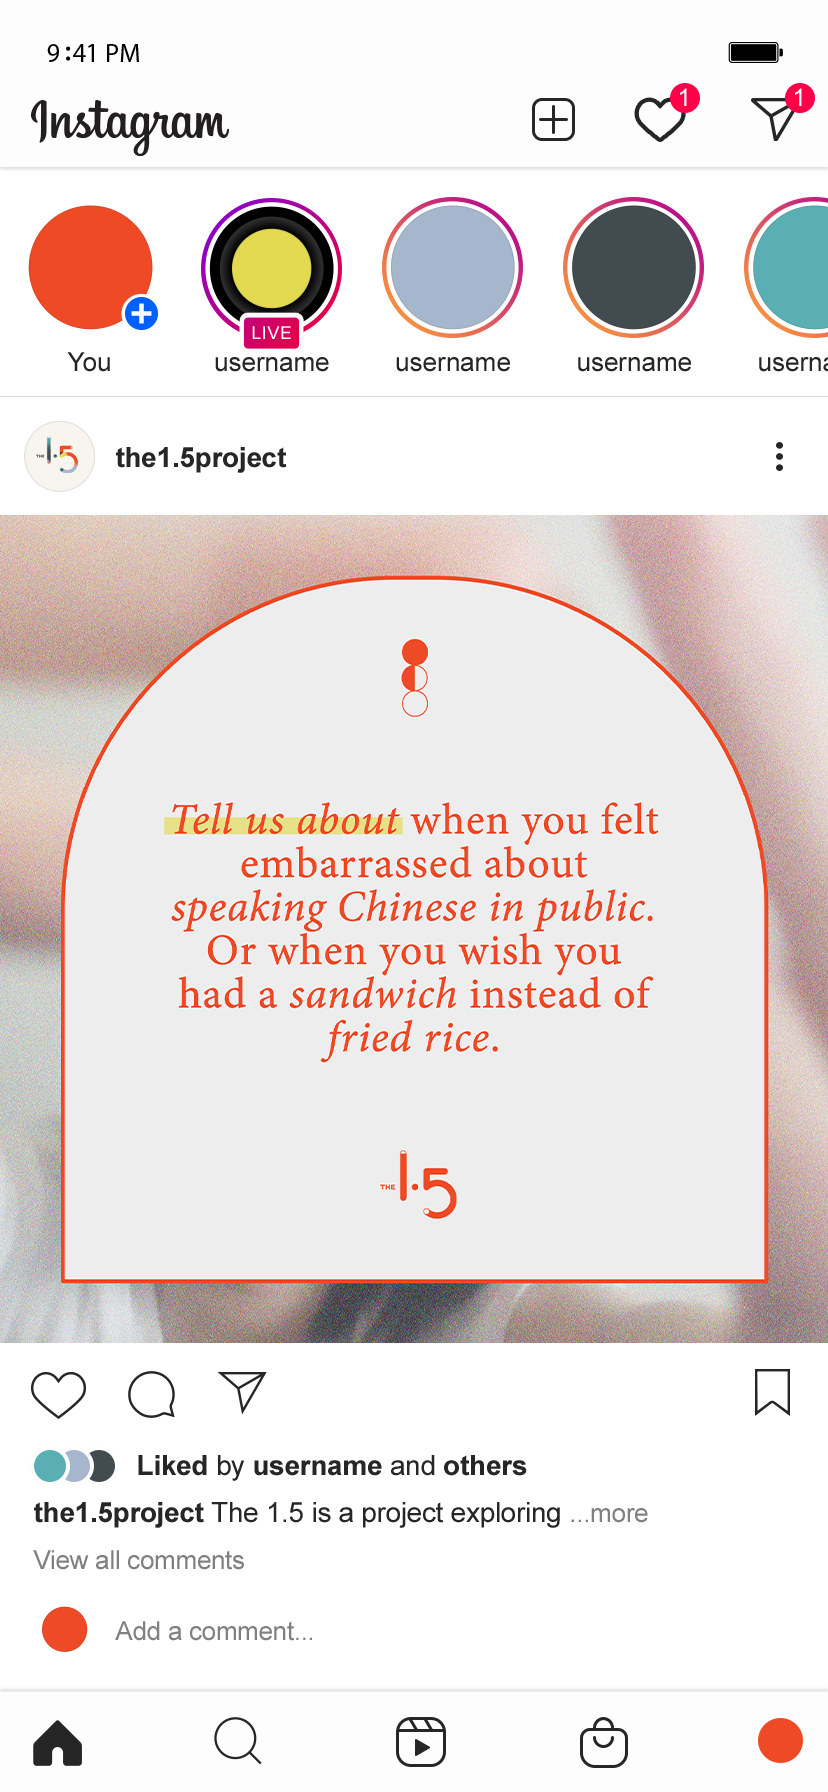 9:41 PM
Instagram
1
1
LIVE
You
username
username
username
userna
THE 1.5
the1.5project
Tell us about when you felt
embarrassed about
speaking Chinese in public.
Or when you wish you
had a sandwich instead of
fried rice.
THE 1.5
Liked by username and others
the1.5project The 1.5 is a project exploring ...more
View all comments
Add a comment...